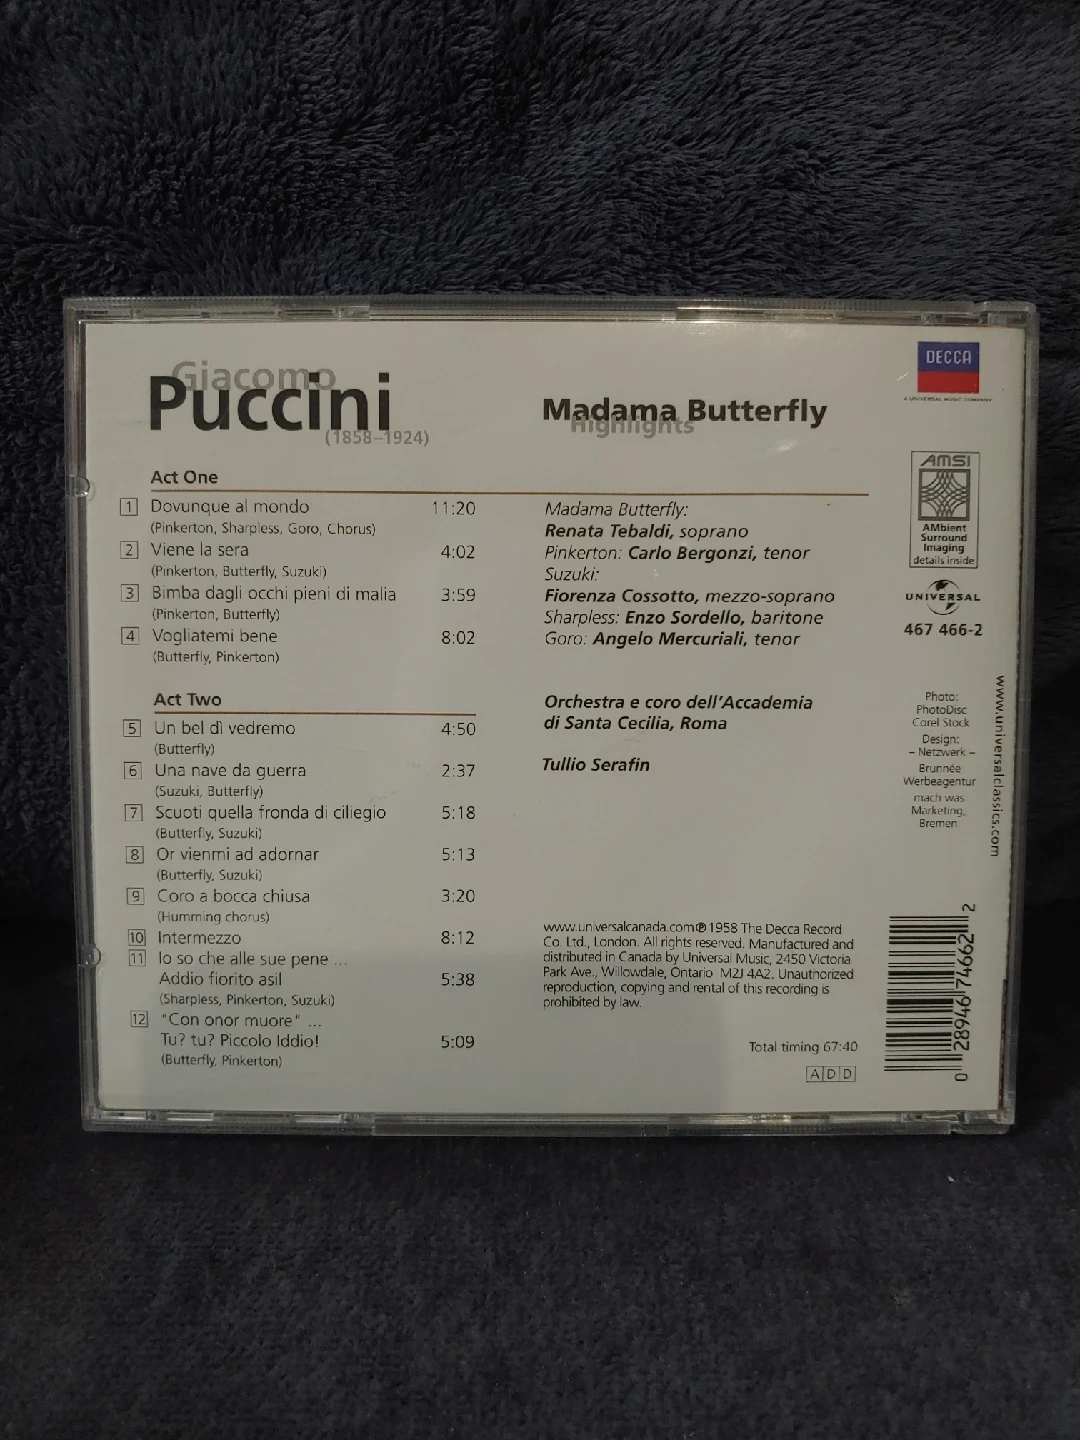 Giacomo
Puccini
(1858–1924)
Madama Butterfly
Highlights
Act One
1 Dovunque al mondo 11:20
(Pinkerton, Sharpless, Goro, Chorus)
2 Viene la sera 4:02
(Pinkerton, Butterfly, Suzuki)
3 Bimba dagli occhi pieni di malia 3:59
(Pinkerton, Butterfly)
4 Vogliatemi bene 8:02
(Butterfly, Pinkerton)
Act Two
5 Un bel dì vedremo 4:50
(Butterfly)
6 Una nave da guerra 2:37
(Suzuki, Butterfly)
7 Scuoti quella fronda di ciliegio 5:18
(Butterfly, Suzuki)
8 Or vienmi ad adornar 5:13
(Butterfly, Suzuki)
9 Coro a bocca chiusa 3:20
(Humming chorus)
10 Intermezzo 8:12
11 Io so che alle sue pene ...
Addio fiorito asil 5:38
(Sharpless, Pinkerton, Suzuki)
12 "Con onor muore" ...
Tu? tu? Piccolo Iddio! 5:09
(Butterfly, Pinkerton)
Madama Butterfly:
Renata Tebaldi, soprano
Pinkerton: Carlo Bergonzi, tenor
Suzuki:
Fiorenza Cossotto, mezzo-soprano
Sharpless: Enzo Sordello, baritone
Goro: Angelo Mercuriali, tenor
Orchestra e coro dell'Accademia
di Santa Cecilia, Roma
Tullio Serafin
www.universalcanada.com℗ 1958 The Decca Record
Co. Ltd., London. All rights reserved. Manufactured and
distributed in Canada by Universal Music, 2450 Victoria
Park Ave., Willowdale, Ontario M2J 4A2. Unauthorized
reproduction, copying and rental of this recording is
prohibited by law.
Total timing 67:40
ADD
DECCA
A UNIVERSAL MUSIC COMPANY
AMSI
AMbient
Surround
Imaging
details inside
UNIVERSAL
467 466-2
Photo:
PhotoDisc
Corel Stock
Design:
– Netzwerk –
Brunnée
Werbeagentur
mach was
Marketing,
Bremen
www.universalclassics.com
0 28946 74662 2